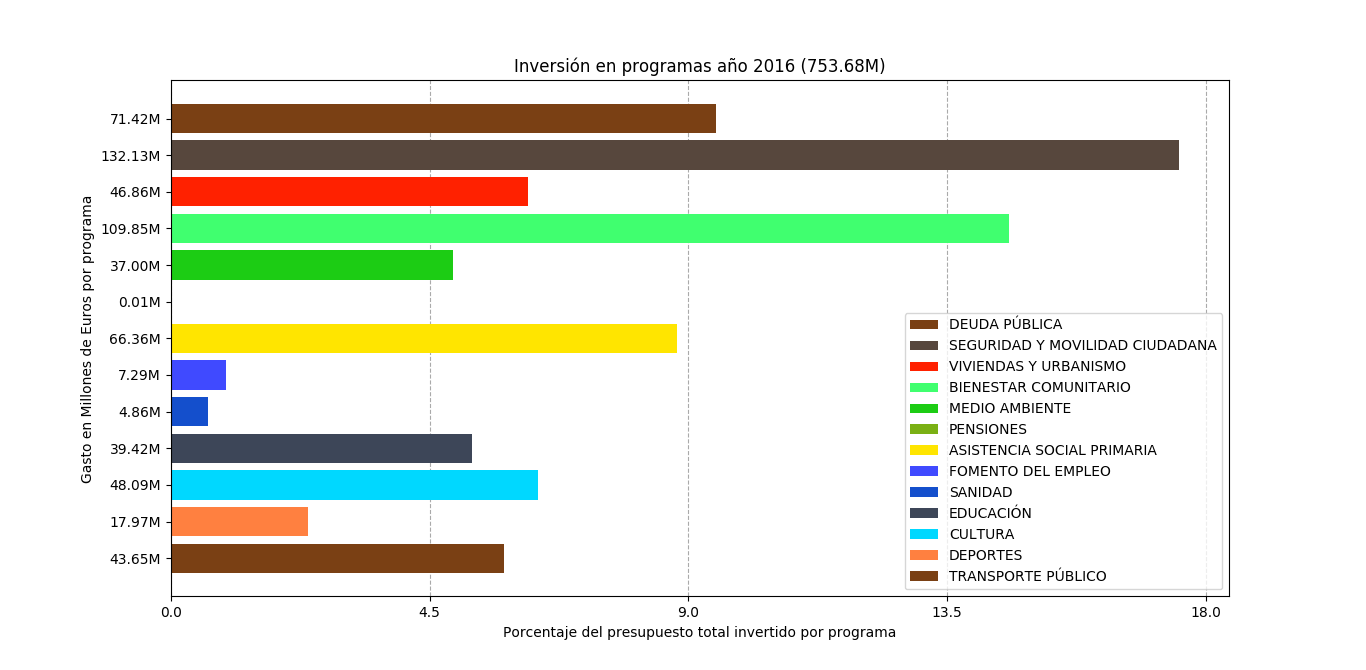 Inversión en programas año 2016 (753.68M)
Gasto en Millones de Euros por programa
71.42M
132.13M
46.86M
109.85M
37.00M
0.01M
66.36M
7.29M
4.86M
39.42M
48.09M
17.97M
43.65M
DEUDA PÚBLICA
SEGURIDAD Y MOVILIDAD CIUDADANA
VIVIENDAS Y URBANISMO
BIENESTAR COMUNITARIO
MEDIO AMBIENTE
PENSIONES
ASISTENCIA SOCIAL PRIMARIA
FOMENTO DEL EMPLEO
SANIDAD
EDUCACIÓN
CULTURA
DEPORTES
TRANSPORTE PÚBLICO
0.0 4.5 9.0 13.5 18.0
Porcentaje del presupuesto total invertido por programa